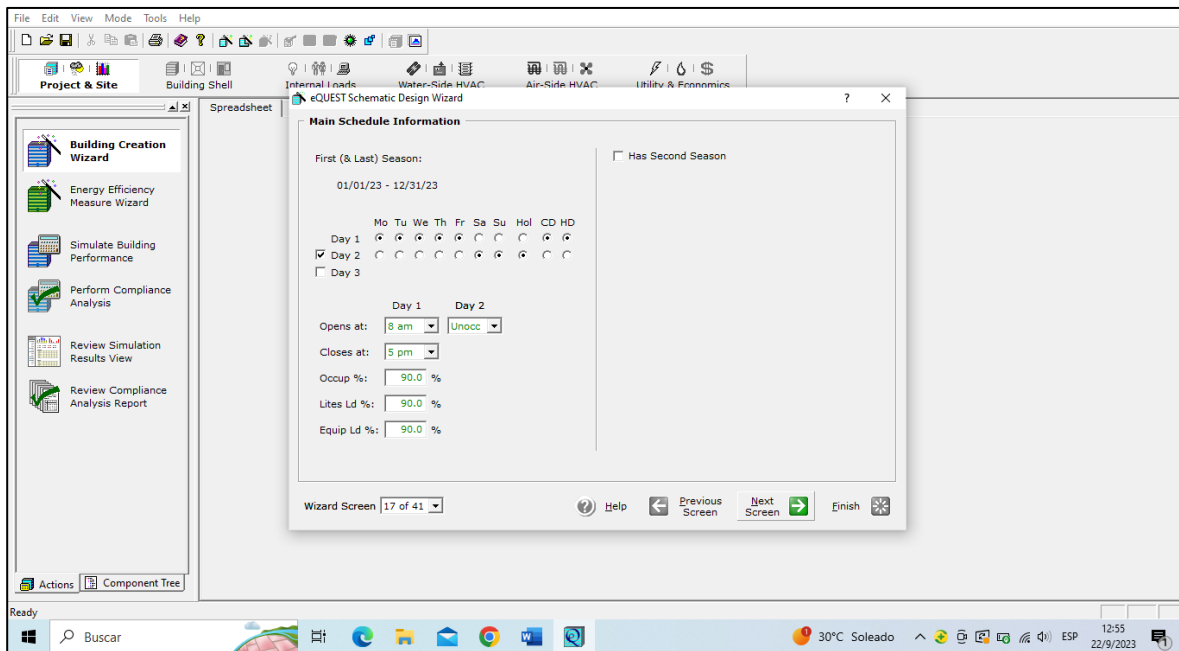 File Edit View Mode Tools Help
Project & Site Building Shell Internal Loads Water-Side HVAC Air-Side HVAC Utility & Economics
Spreadsheet
Building Creation
Wizard
Energy Efficiency
Measure Wizard
Simulate Building
Performance
Perform Compliance
Analysis
Review Simulation
Results View
Review Compliance
Analysis Report
Actions Component Tree
eQUEST Schematic Design Wizard ? X
Main Schedule Information
First (& Last) Season:
01/01/23 - 12/31/23
Has Second Season
Mo Tu We Th Fr Sa Su Hol CD HD
Day 1
Day 2
Day 3
Day 1 Day 2
Opens at: 8 am Unocc
Closes at: 5 pm
Occup %: 90.0 %
Lites Ld %: 90.0 %
Equip Ld %: 90.0 %
Wizard Screen 17 of 41 Help Previous Screen Next Screen Finish
Ready
Buscar 30°C Soleado ESP 12:55
22/9/2023